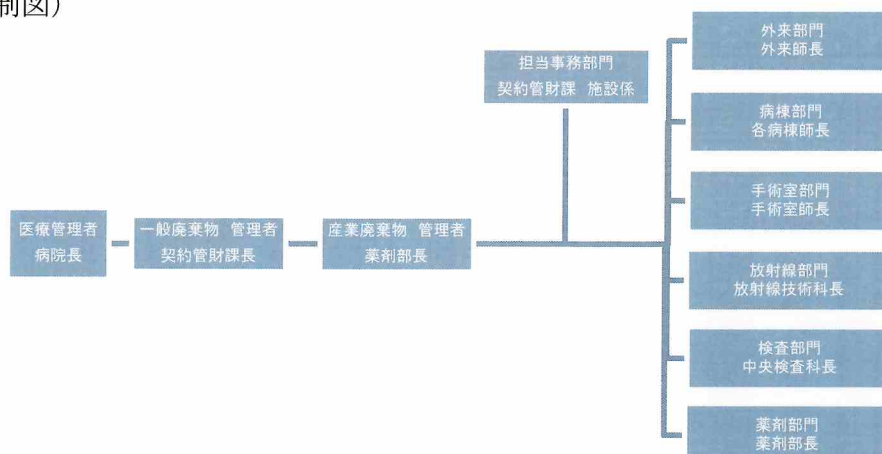 制図）
担当事務部門
契約管財課 施設係
医療管理者
病院長
一般廃棄物 管理者
契約管財課長
産業廃棄物 管理者
薬剤部長
外来部門
外来師長
病棟部門
各病棟師長
手術室部門
手術室師長
放射線部門
放射線技術科長
検査部門
中央検査科長
薬剤部門
薬剤部長